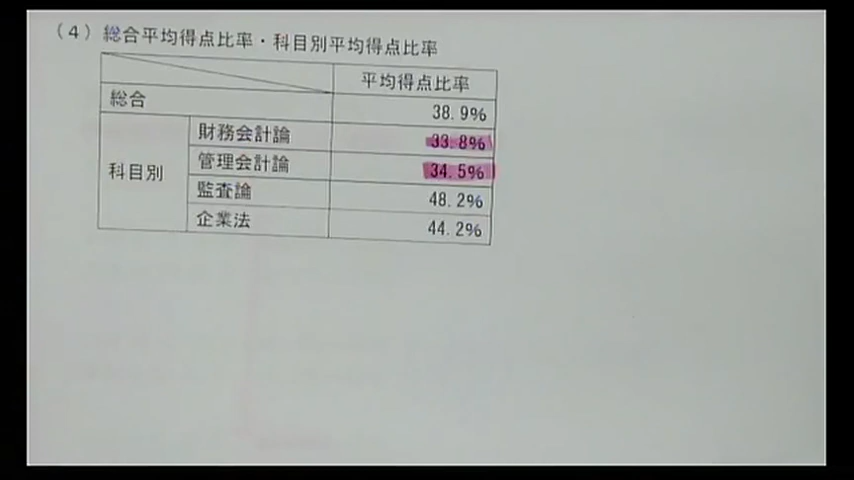 （４）総合平均得点比率・科目別平均得点比率
平均得点比率
総合 38.9%
科目別
財務会計論 33.8%
管理会計論 34.5%
監査論 48.2%
企業法 44.2%